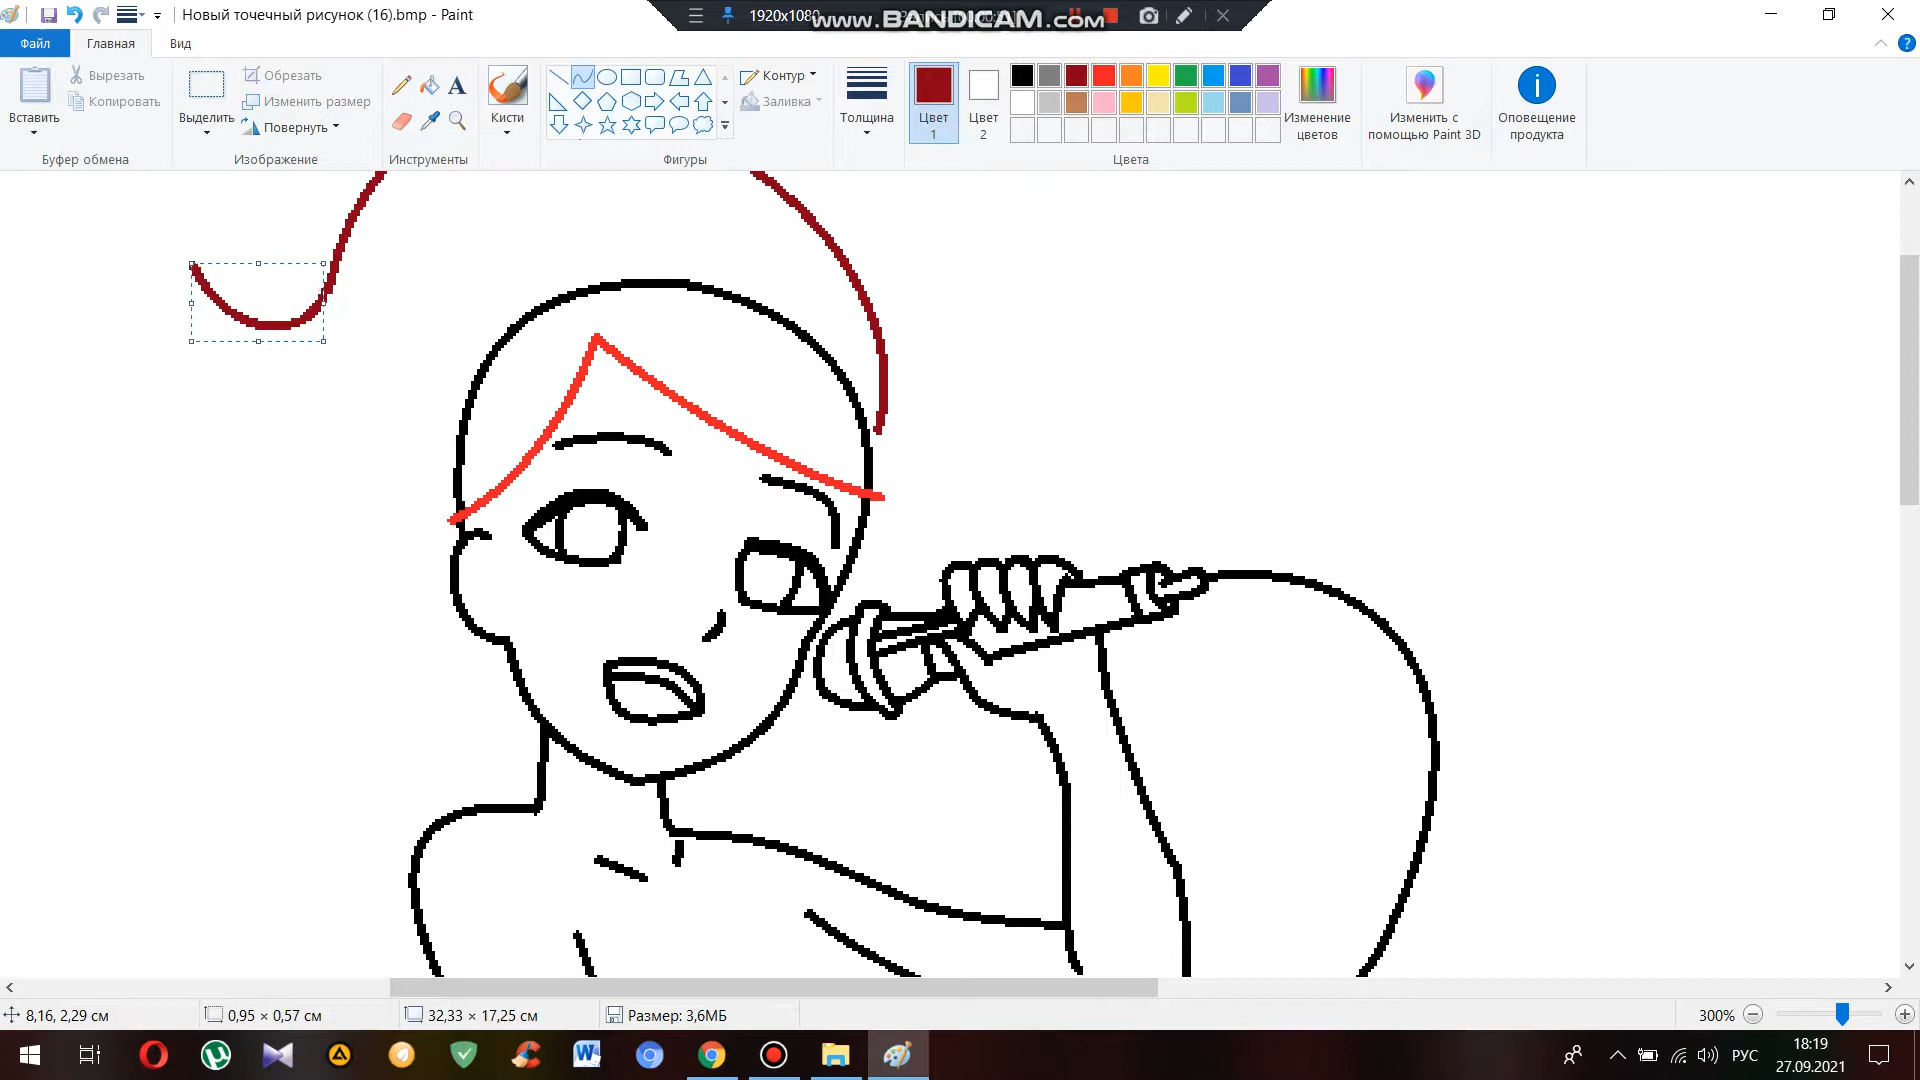 Новый точечный рисунок (16).bmp - Paint
1920x1080
www.BANDICAM.com
Файл
Главная
Вид
Вставить
Вырезать
Копировать
Буфер обмена
Выделить
Обрезать
Изменить размер
Повернуть
Изображение
A
Инструменты
Кисти
Фигуры
Контур
Заливка
Толщина
Цвет
1
Цвет
2
Цвета
Изменение
цветов
Изменить с
помощью Paint 3D
Оповещение
продукта
8,16, 2,29 см
0,95 × 0,57 см
32,33 × 17,25 см
Размер: 3,6МБ
300%
РУС
18:19
27.09.2021